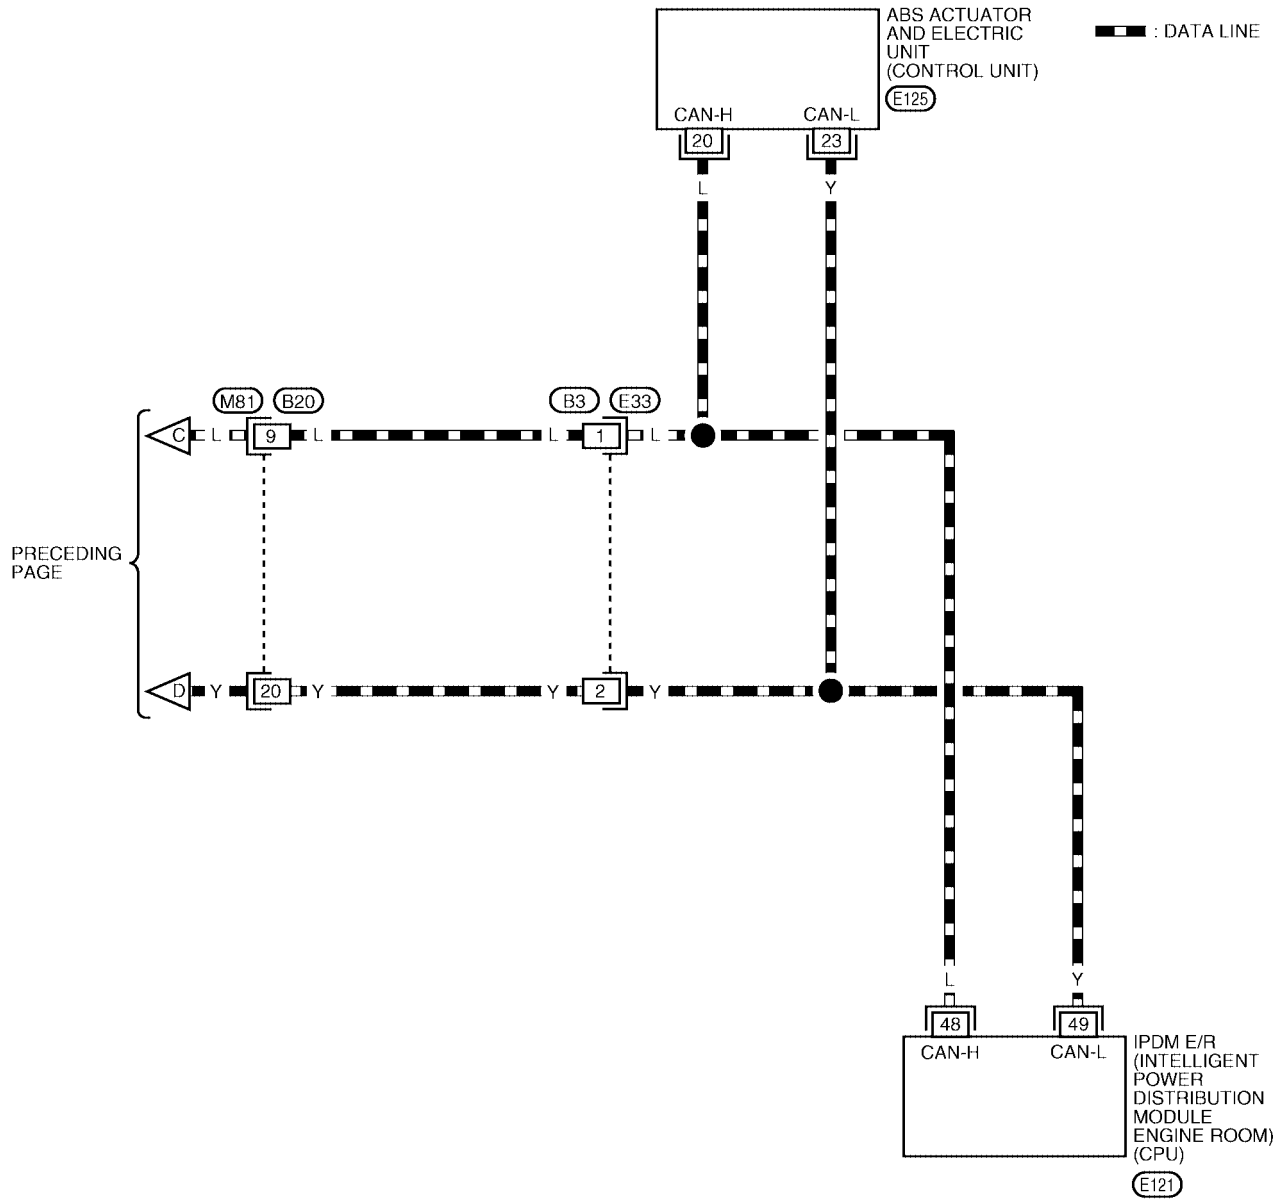 ABS ACTUATOR
AND ELECTRIC
UNIT
(CONTROL UNIT)
E125
: DATA LINE
CAN-H
CAN-L
20
23
L
Y
M81
B20
B3
E33
C
L
9
L
L
1
L
PRECEDING
PAGE
D
Y
20
Y
Y
2
Y
L
Y
48
49
CAN-H
CAN-L
IPDM E/R
(INTELLIGENT
POWER
DISTRIBUTION
MODULE
ENGINE ROOM)
(CPU)
E121